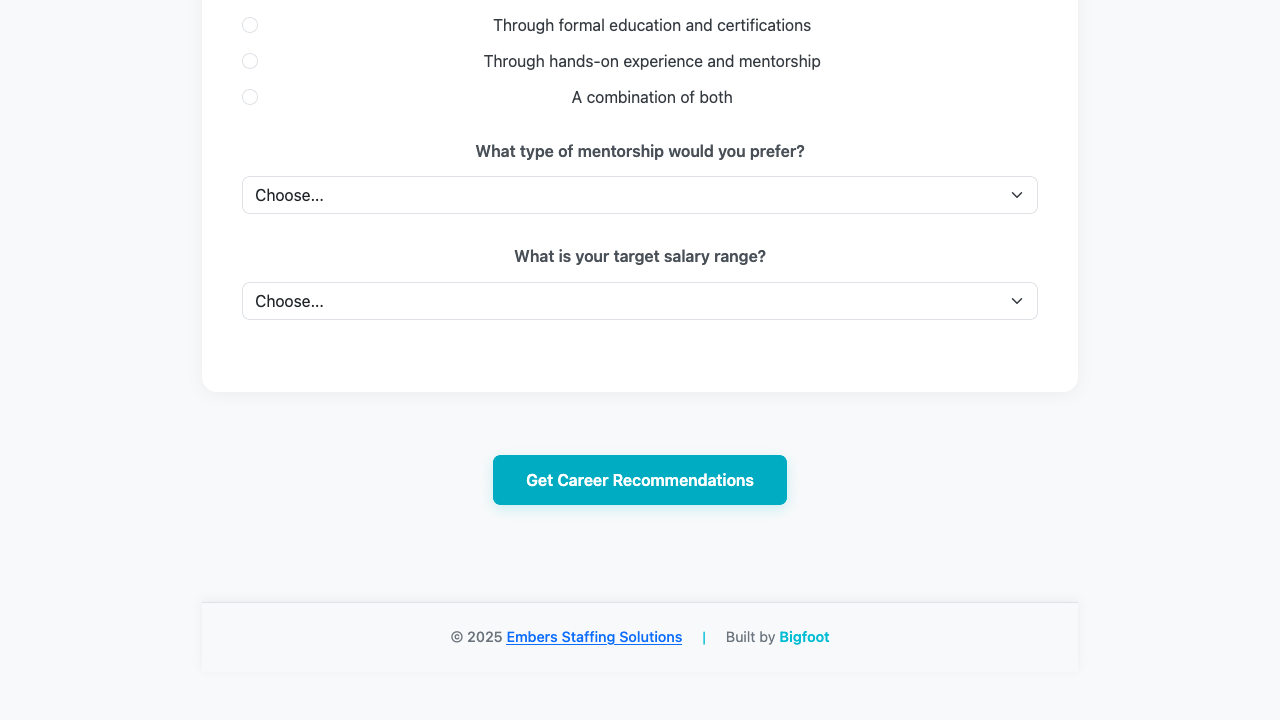 Through formal education and certifications
Through hands-on experience and mentorship
A combination of both
What type of mentorship would you prefer?
Choose...
What is your target salary range?
Choose...
Get Career Recommendations
© 2025 Embers Staffing Solutions | Built by Bigfoot